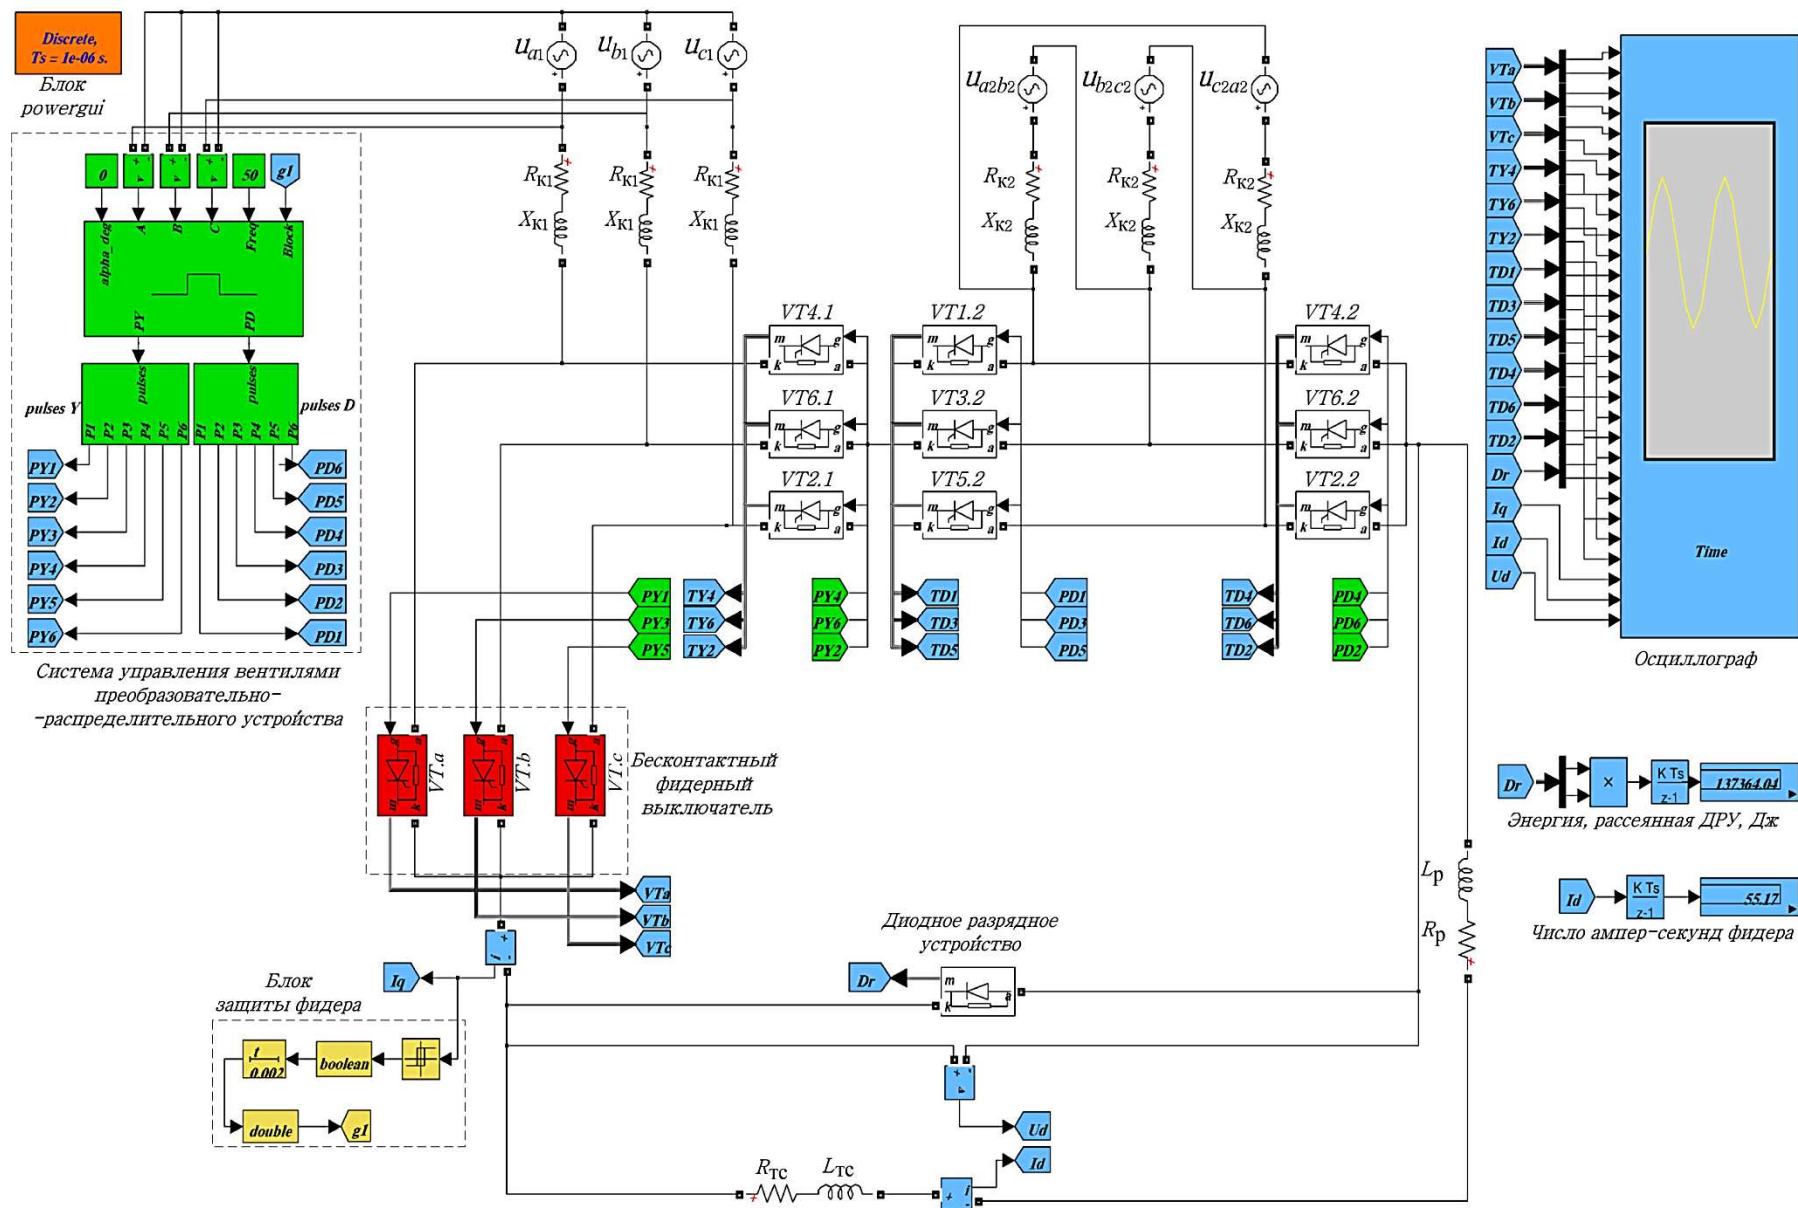 Discrete,
Ts = 1e-06 s.
Блок
powergui
0
v + -
v + -
v + -
50
g1
alpha_deg
A
B
C
Freq
Block
PY
PD
pulses
pulses
pulses Y
pulses D
P1 P2 P3 P4 P5 P6
P1 P2 P3 P4 P5 P6
PY1
PY2
PY3
PY4
PY5
PY6
PD6
PD5
PD4
PD3
PD2
PD1
Система управления вентилями
преобразовательно-
-распределительного устройства
ua1
ub1
uc1
RК1
RК1
RК1
XК1
XК1
XК1
ua2b2
ub2c2
uc2a2
RК2
RК2
RК2
XК2
XК2
XК2
VT4.1
m g
k a
VT6.1
m g
k a
VT2.1
m g
k a
VT1.2
m g
k a
VT3.2
m g
k a
VT5.2
m g
k a
VT4.2
m g
k a
VT6.2
m g
k a
VT2.2
m g
k a
PY1
PY3
PY5
TY4
TY6
TY2
PY4
PY6
PY2
TD1
TD3
TD5
PD1
PD3
PD5
TD4
TD6
TD2
PD4
PD6
PD2
g a
m k
VT.a
g a
m k
VT.b
g a
m k
VT.c
Бесконтактный
фидерный
выключатель
VTa
VTb
VTc
i + -
Iq
Блок
защиты фидера
t
0.002
boolean
double
g1
Диодное разрядное
устройство
Dr
m
k a
+ - v
Ud
Id
RТС
LТС
+ i -
Lр
Rр
VTa
VTb
VTc
TY4
TY6
TY2
TD1
TD3
TD5
TD4
TD6
TD2
Dr
Iq
Id
Ud
Time
Осциллограф
Dr
×
K Ts
z-1
137364.04
Энергия, рассеянная ДРУ, Дж
Id
K Ts
z-1
55.17
Число ампер-секунд фидера